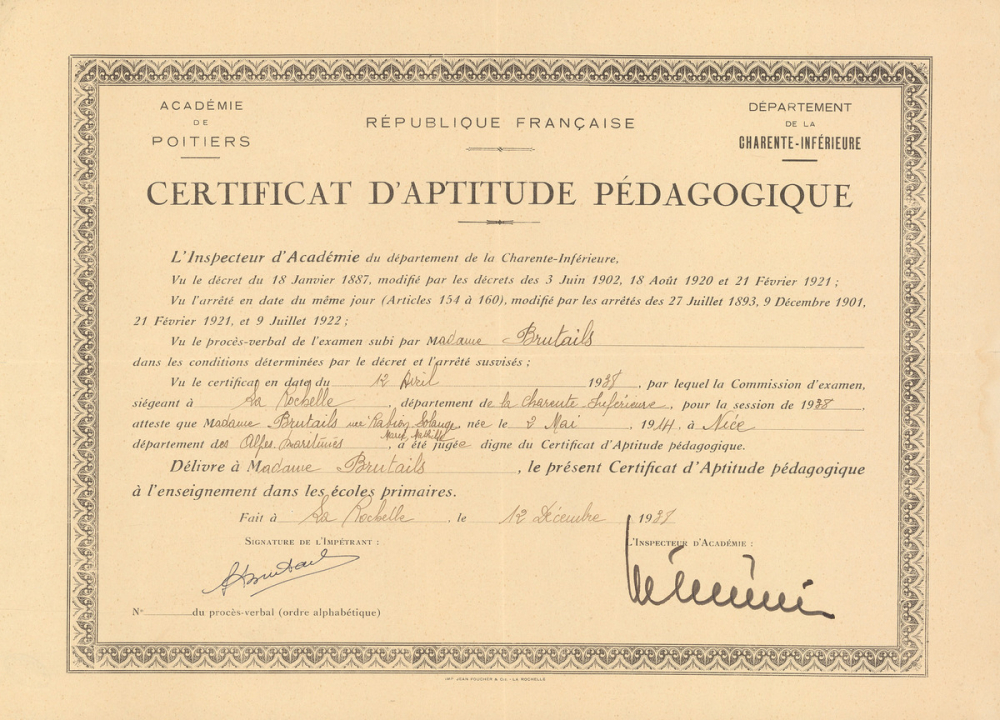 ACADÉMIE
DE
POITIERS
RÉPUBLIQUE FRANÇAISE
DÉPARTEMENT
DE LA
CHARENTE-INFÉRIEURE
CERTIFICAT D'APTITUDE PÉDAGOGIQUE
L'Inspecteur d'Académie du département de la Charente-Inférieure,
Vu le décret du 18 Janvier 1887, modifié par les décrets des 3 Juin 1902, 18 Août 1920 et 21 Février 1921 ;
Vu l'arrêté en date du même jour (Articles 154 à 160), modifié par les arrêtés des 27 Juillet 1893, 9 Décembre 1901,
21 Février 1921, et 9 Juillet 1922 ;
Vu le procès-verbal de l'examen subi par Madame Brutails
dans les conditions déterminées par le décret et l'arrêté susvisés ;
Vu le certificat en date du 12 Avril 1938, par lequel la Commission d'examen,
siégeant à La Rochelle, département de la Charente-Inférieure, pour la session de 1938,
atteste que Madame Brutails née Solange, née le 2 Mai 1914, à Nice
département des Alpes Maritimes, a été jugée digne du Certificat d'Aptitude pédagogique.
Délivre à Madame Brutails, le présent Certificat d'Aptitude pédagogique
à l'enseignement dans les écoles primaires.
Fait à La Rochelle, le 12 Décembre 1938
SIGNATURE DE L'IMPÉTRANT :
L'INSPECTEUR D'ACADÉMIE :
SBrutails
N° du procès-verbal (ordre alphabétique)
IMP. JEAN FOUCHER & Cie - LA ROCHELLE